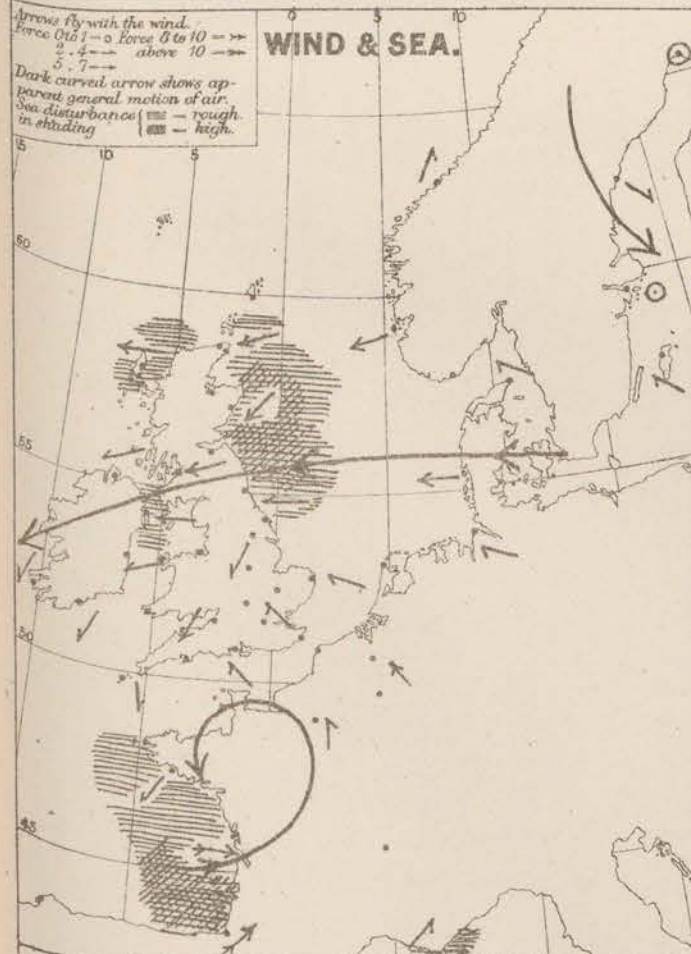 0 5 10
Arrows fly with the wind.
Force 0 to 1 Force 8 to 10
2 . 4 above 10
5 . 7
WIND & SEA.
Dark curved arrow shows ap-
parent general motion of air.
Sea disturbance { rough.
in shading high.
15 10 5
60
55
50
45